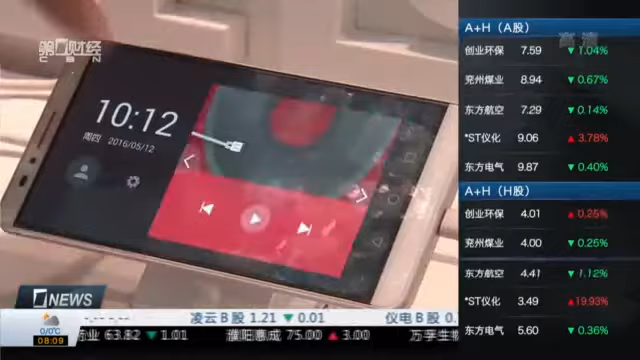 第一财经
CBN
高清
10:12
周四 2016/05/12
A+H（A股）
创业环保 7.59 ▼1.04%
兖州煤业 8.94 ▼0.67%
东方航空 7.29 ▼0.14%
*ST仪化 9.06 ▲3.78%
东方电气 9.87 ▼0.40%
A+H（H股）
创业环保 4.01 ▲0.25%
兖州煤业 4.00 ▼0.25%
东方航空 4.41 ▼1.12%
*ST仪化 3.49 ▲19.93%
东方电气 5.60 ▼0.36%
NEWS
凌云B股 1.21 ▼0.01 仪电B股
0/0℃
药业 63.82 ▼1.01 濮阳惠成 75.00 ▲3.00 万孚生物
08:09